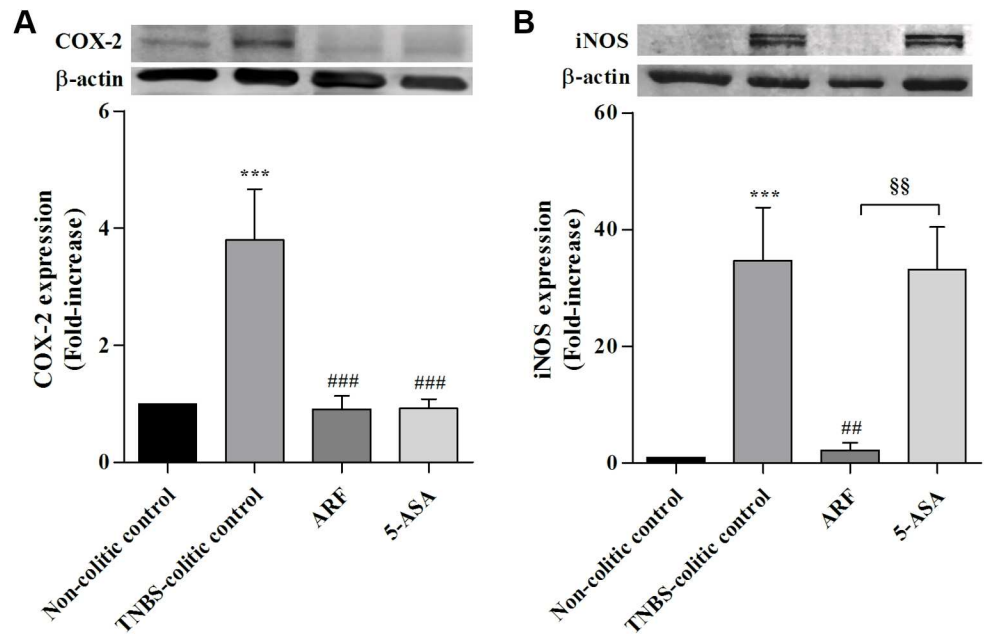 A
COX-2
β-actin
COX-2 expression
(Fold-increase)
6
4
2
0
***
###
###
Non-colitic control
TNBS-colitic control
ARF
5-ASA
B
iNOS
β-actin
iNOS expression
(Fold-increase)
60
40
20
0
***
##
§§
Non-colitic control
TNBS-colitic control
ARF
5-ASA